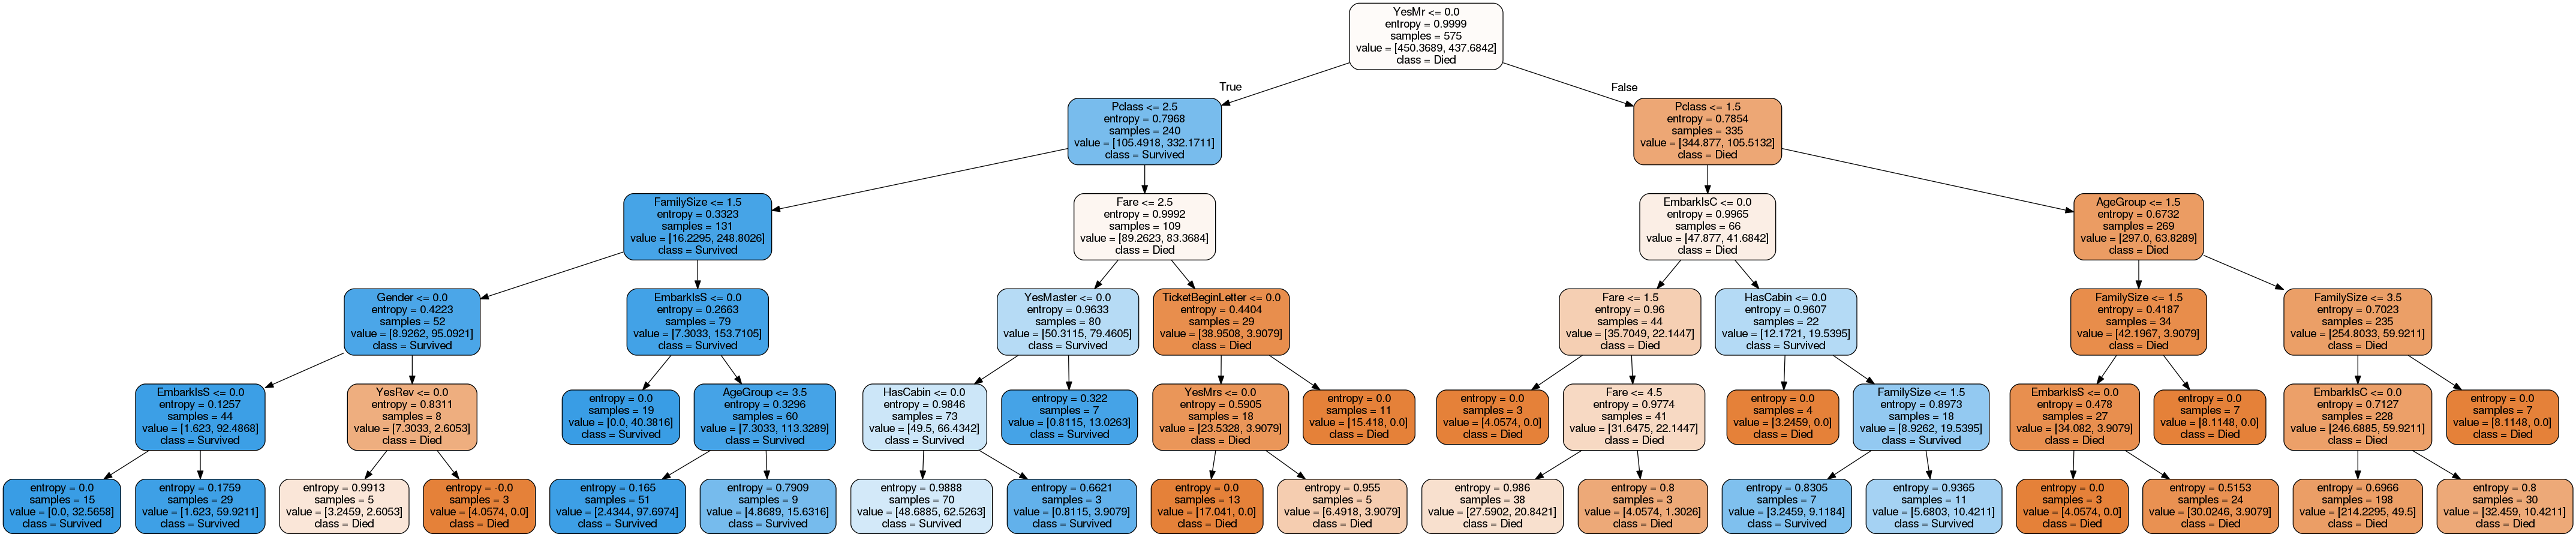 YesMr <= 0.0
entropy = 0.9999
samples = 575
value = [450.3689, 437.6842]
class = Died
True
False
Pclass <= 2.5
entropy = 0.7968
samples = 240
value = [105.4918, 332.1711]
class = Survived
Pclass <= 1.5
entropy = 0.7854
samples = 335
value = [344.877, 105.5132]
class = Died
FamilySize <= 1.5
entropy = 0.3323
samples = 131
value = [16.2295, 248.8026]
class = Survived
Fare <= 2.5
entropy = 0.9992
samples = 109
value = [89.2623, 83.3684]
class = Died
EmbarkIsC <= 0.0
entropy = 0.9965
samples = 66
value = [47.877, 41.6842]
class = Died
AgeGroup <= 1.5
entropy = 0.6732
samples = 269
value = [297.0, 63.8289]
class = Died
Gender <= 0.0
entropy = 0.4223
samples = 52
value = [8.9262, 95.0921]
class = Survived
EmbarkIsS <= 0.0
entropy = 0.2663
samples = 79
value = [7.3033, 153.7105]
class = Survived
YesMaster <= 0.0
entropy = 0.9633
samples = 80
value = [50.3115, 79.4605]
class = Survived
TicketBeginLetter <= 0.0
entropy = 0.4404
samples = 29
value = [38.9508, 3.9079]
class = Died
Fare <= 1.5
entropy = 0.96
samples = 44
value = [35.7049, 22.1447]
class = Died
HasCabin <= 0.0
entropy = 0.9607
samples = 22
value = [12.1721, 19.5395]
class = Survived
FamilySize <= 1.5
entropy = 0.4187
samples = 34
value = [42.1967, 3.9079]
class = Died
FamilySize <= 3.5
entropy = 0.7023
samples = 235
value = [254.8033, 59.9211]
class = Died
EmbarkIsS <= 0.0
entropy = 0.1257
samples = 44
value = [1.623, 92.4868]
class = Survived
YesRev <= 0.0
entropy = 0.8311
samples = 8
value = [7.3033, 2.6053]
class = Died
entropy = 0.0
samples = 19
value = [0.0, 40.3816]
class = Survived
AgeGroup <= 3.5
entropy = 0.3296
samples = 60
value = [7.3033, 113.3289]
class = Survived
HasCabin <= 0.0
entropy = 0.9846
samples = 73
value = [49.5, 66.4342]
class = Survived
entropy = 0.322
samples = 7
value = [0.8115, 13.0263]
class = Survived
YesMrs <= 0.0
entropy = 0.5905
samples = 18
value = [23.5328, 3.9079]
class = Died
entropy = 0.0
samples = 11
value = [15.418, 0.0]
class = Died
entropy = 0.0
samples = 3
value = [4.0574, 0.0]
class = Died
Fare <= 4.5
entropy = 0.9774
samples = 41
value = [31.6475, 22.1447]
class = Died
entropy = 0.0
samples = 4
value = [3.2459, 0.0]
class = Died
FamilySize <= 1.5
entropy = 0.8973
samples = 18
value = [8.9262, 19.5395]
class = Survived
EmbarkIsS <= 0.0
entropy = 0.478
samples = 27
value = [34.082, 3.9079]
class = Died
entropy = 0.0
samples = 7
value = [8.1148, 0.0]
class = Died
EmbarkIsC <= 0.0
entropy = 0.7127
samples = 228
value = [246.6885, 59.9211]
class = Died
entropy = 0.0
samples = 7
value = [8.1148, 0.0]
class = Died
entropy = 0.0
samples = 15
value = [0.0, 32.5658]
class = Survived
entropy = 0.1759
samples = 29
value = [1.623, 59.9211]
class = Survived
entropy = 0.9913
samples = 5
value = [3.2459, 2.6053]
class = Died
entropy = -0.0
samples = 3
value = [4.0574, 0.0]
class = Died
entropy = 0.165
samples = 51
value = [2.4344, 97.6974]
class = Survived
entropy = 0.7909
samples = 9
value = [4.8689, 15.6316]
class = Survived
entropy = 0.9888
samples = 70
value = [48.6885, 62.5263]
class = Survived
entropy = 0.6621
samples = 3
value = [0.8115, 3.9079]
class = Survived
entropy = 0.0
samples = 13
value = [17.041, 0.0]
class = Died
entropy = 0.955
samples = 5
value = [6.4918, 3.9079]
class = Died
entropy = 0.986
samples = 38
value = [27.5902, 20.8421]
class = Died
entropy = 0.8
samples = 3
value = [4.0574, 1.3026]
class = Died
entropy = 0.8305
samples = 7
value = [3.2459, 9.1184]
class = Survived
entropy = 0.9365
samples = 11
value = [5.6803, 10.4211]
class = Survived
entropy = 0.0
samples = 3
value = [4.0574, 0.0]
class = Died
entropy = 0.5153
samples = 24
value = [30.0246, 3.9079]
class = Died
entropy = 0.6966
samples = 198
value = [214.2295, 49.5]
class = Died
entropy = 0.8
samples = 30
value = [32.459, 10.4211]
class = Died